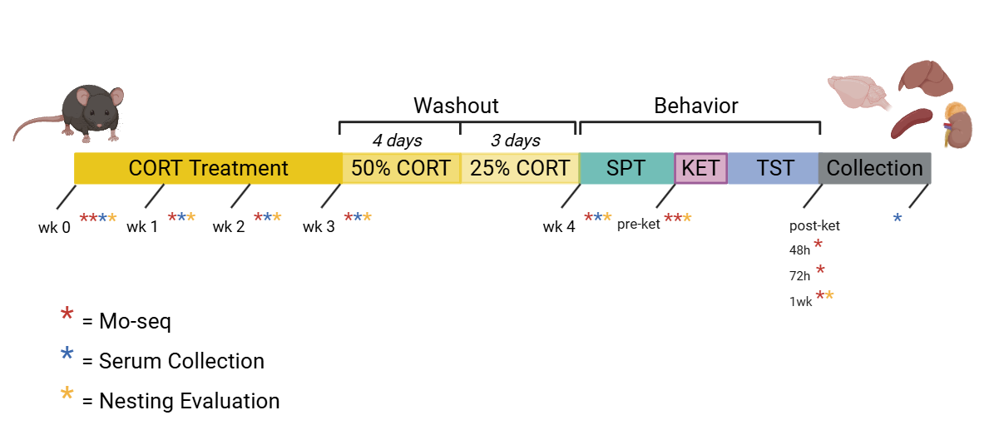 Washout
Behavior
4 days
3 days
CORT Treatment
50% CORT
25% CORT
SPT
KET
TST
Collection
wk 0 ****
wk 1 ***
wk 2 ***
wk 3 ***
wk 4 ***
pre-ket ***
post-ket
48h *
72h *
1wk **
*
* = Mo-seq
* = Serum Collection
* = Nesting Evaluation